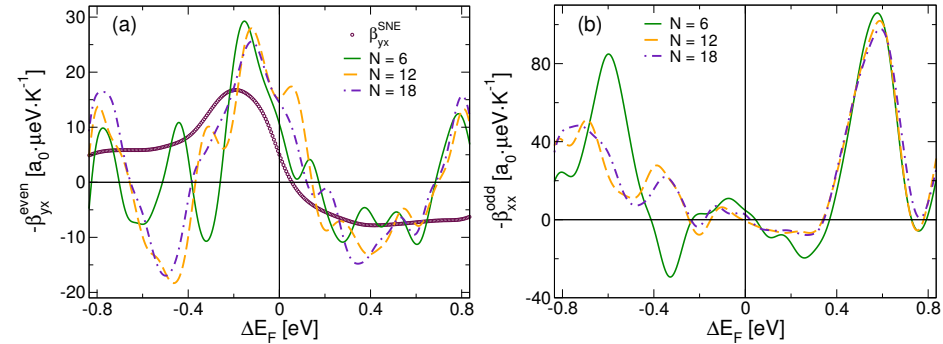 (a)
β_yx^SNE
N = 6
N = 12
N = 18
30
20
10
0
-10
-20
-0.8 -0.4 0 0.4 0.8
ΔE_F [eV]
-β_yx^even [a₀·μeV·K⁻¹]
(b)
N = 6
N = 12
N = 18
80
40
0
-40
-0.8 -0.4 0 0.4 0.8
ΔE_F [eV]
-β_xx^odd [a₀·μeV·K⁻¹]